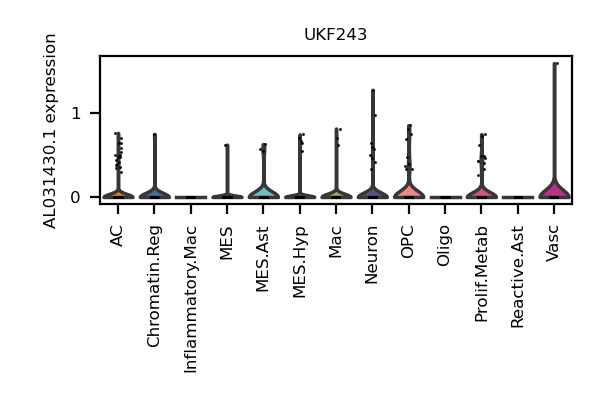 UKF243
AL031430.1 expression
1
0
AC
Chromatin.Reg
Inflammatory.Mac
MES
MES.Ast
MES.Hyp
Mac
Neuron
OPC
Oligo
Prolif.Metab
Reactive.Ast
Vasc